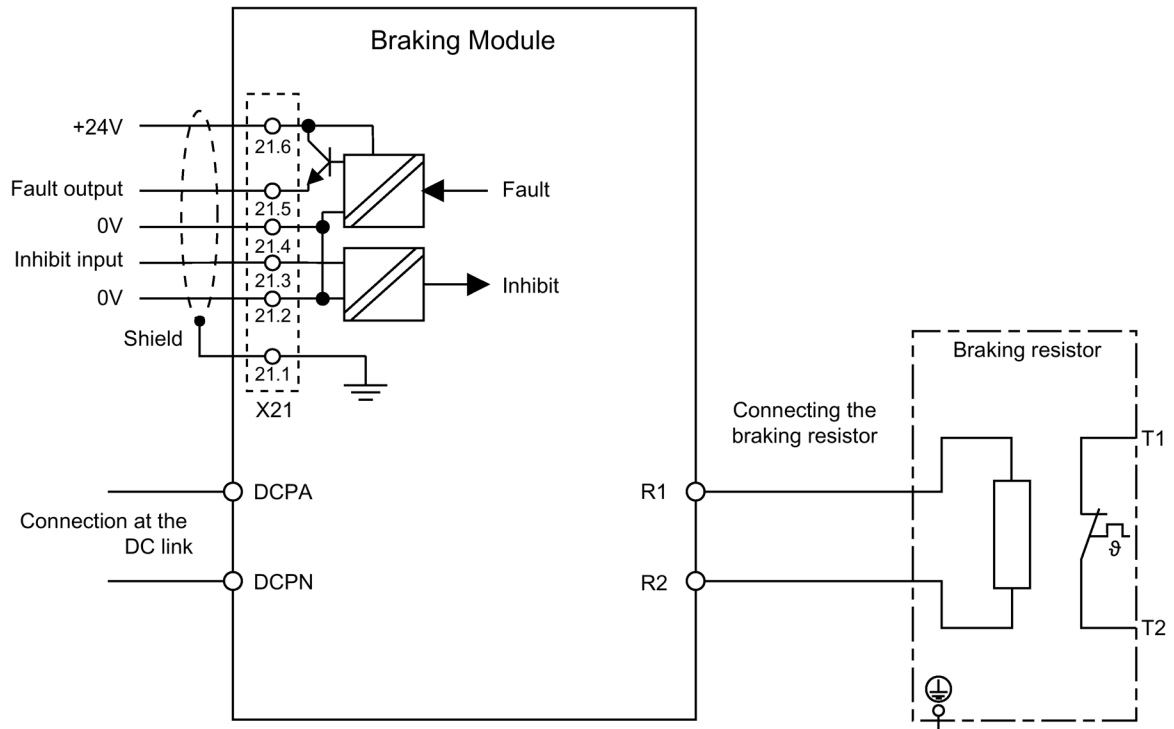 Braking Module
+24V
21.6
Fault output
21.5
Fault
0V
21.4
Inhibit input
21.3
Inhibit
0V
21.2
Shield
21.1
X21
Braking resistor
Connecting the
braking resistor
T1
DCPA
R1
Connection at the
DC link
ϑ
DCPN
R2
T2